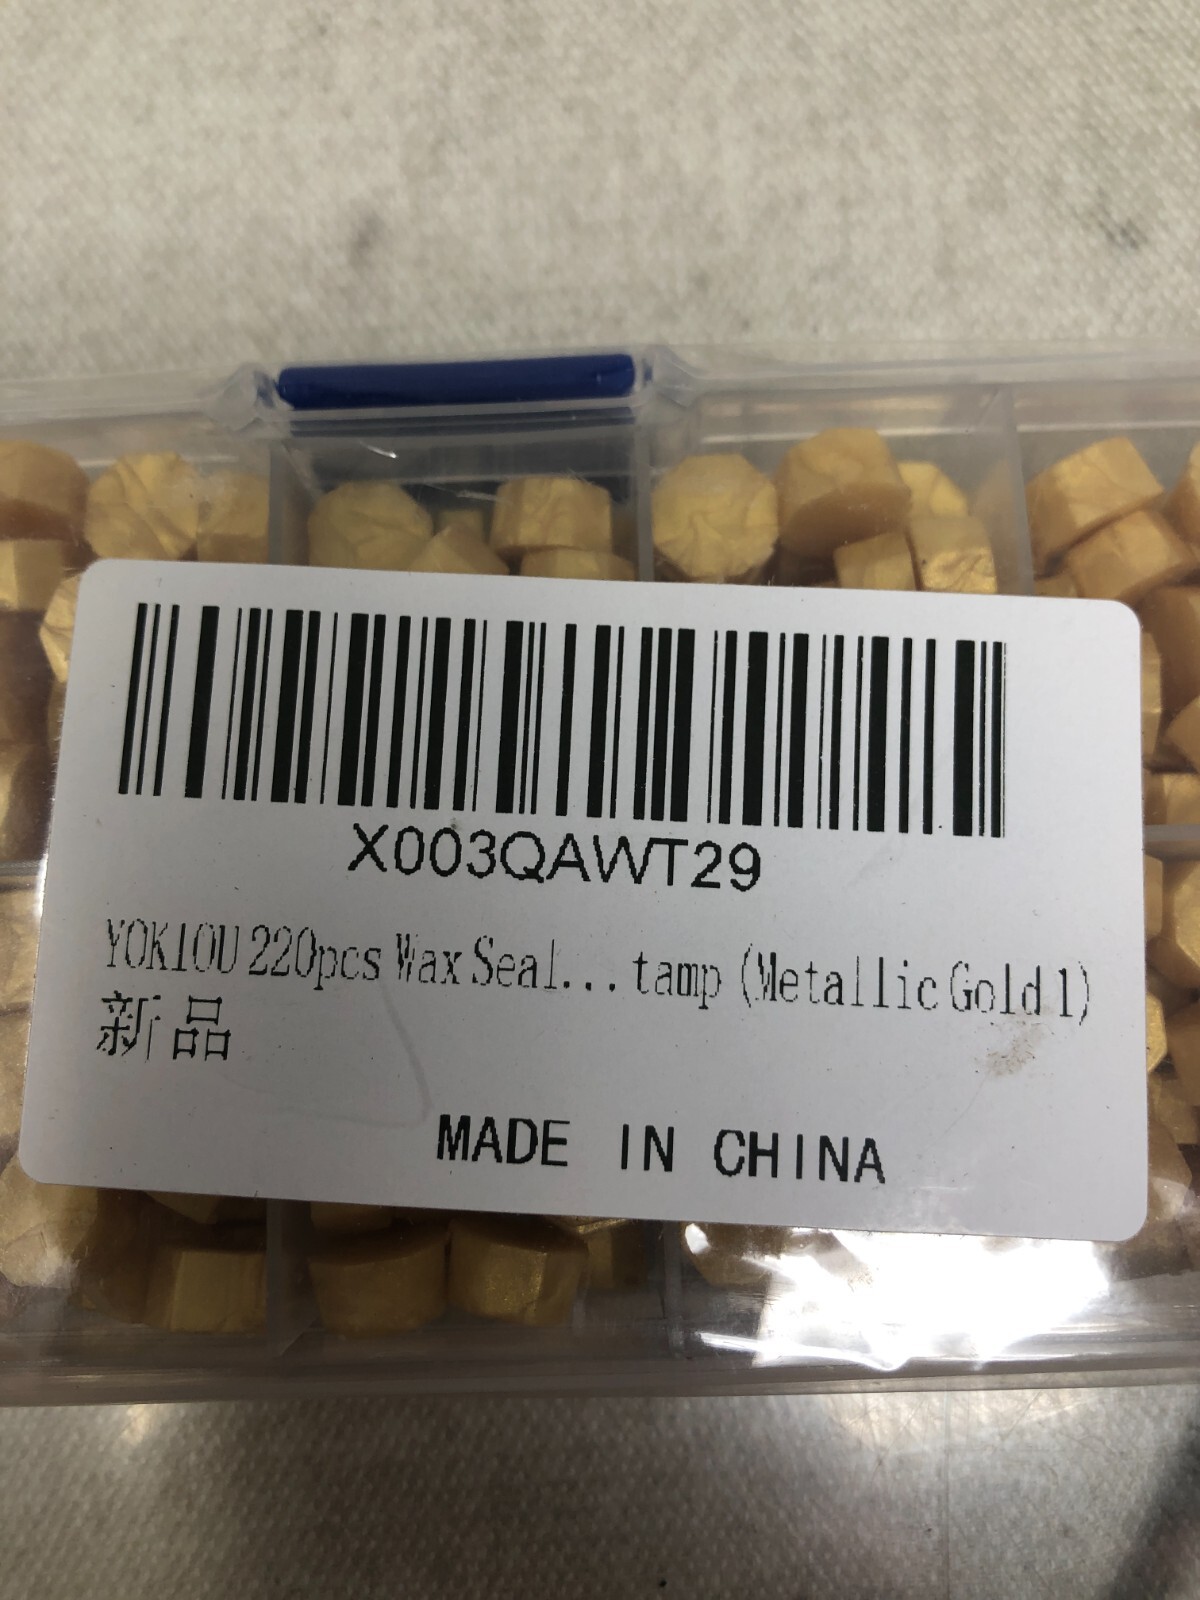 X003QAWT29
YOKIOU 220pcs Wax Seal...tamp (Metallic Gold 1)
新品
MADE IN CHINA